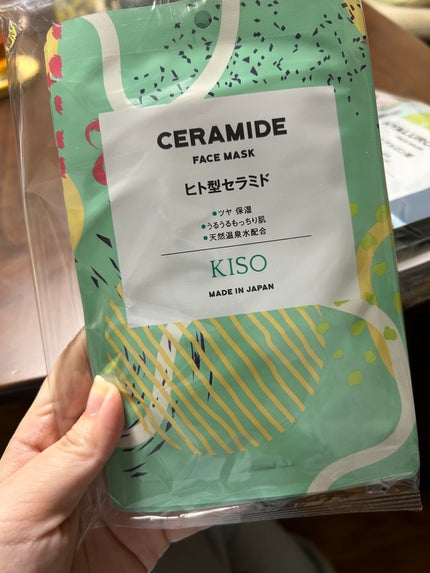 CERAMIDE
FACE MASK
ヒト型セラミド
●ツヤ 保湿
●うるうるもっちり肌
●天然温泉水配合
KISO
MADE IN JAPAN